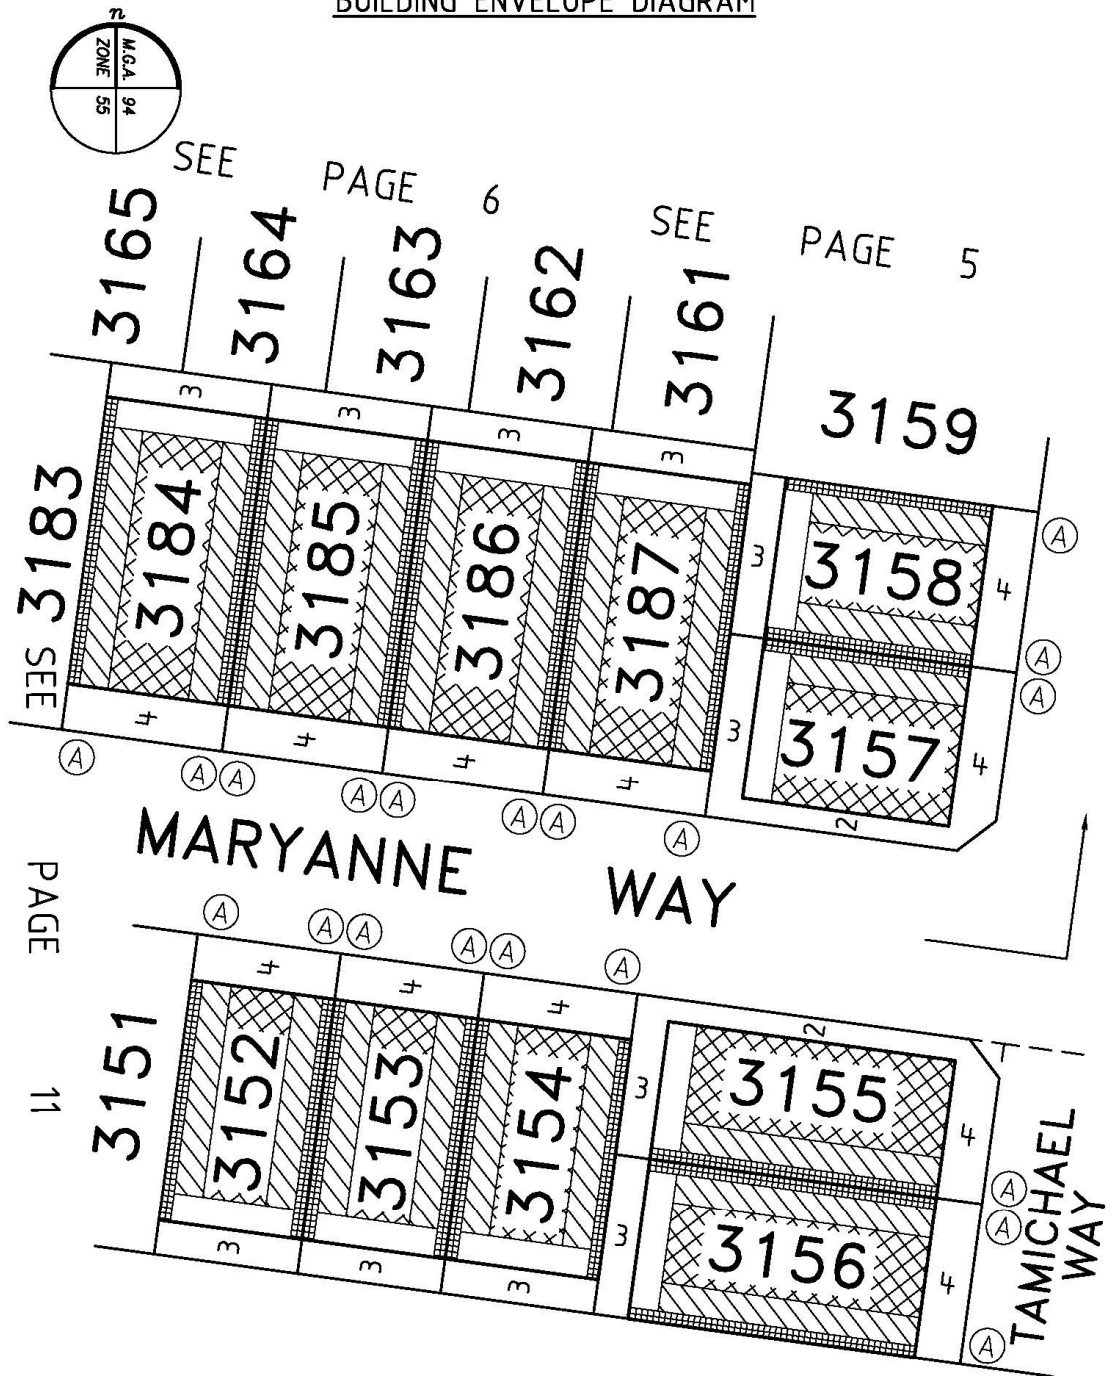 BUILDING ENVELOPE DIAGRAM
n
M.G.A. 94
ZONE 55
SEE PAGE 6
SEE PAGE 5
3165
3164
3163
3162
3161
3159
3
3
3
3
3183
3184
3185
3186
3187
3158
3157
3
4
3
4
2
4
4
4
4
A
A
A
A
A A
A A
A A
A
SEE PAGE 11
MARYANNE WAY
A
A A
A A
A
4
4
4
3151
3152
3153
3154
3155
3156
2
3
4
3
4
3
3
3
A
A
A
TAMICHAEL
WAY